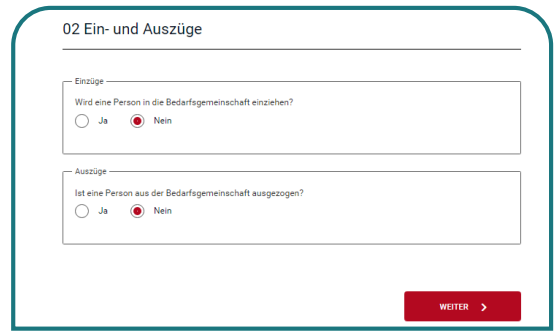 02 Ein- und Auszüge
Einzüge
Wird eine Person in die Bedarfsgemeinschaft einziehen?
Ja Nein
Auszüge
Ist eine Person aus der Bedarfsgemeinschaft ausgezogen?
Ja Nein
WEITER